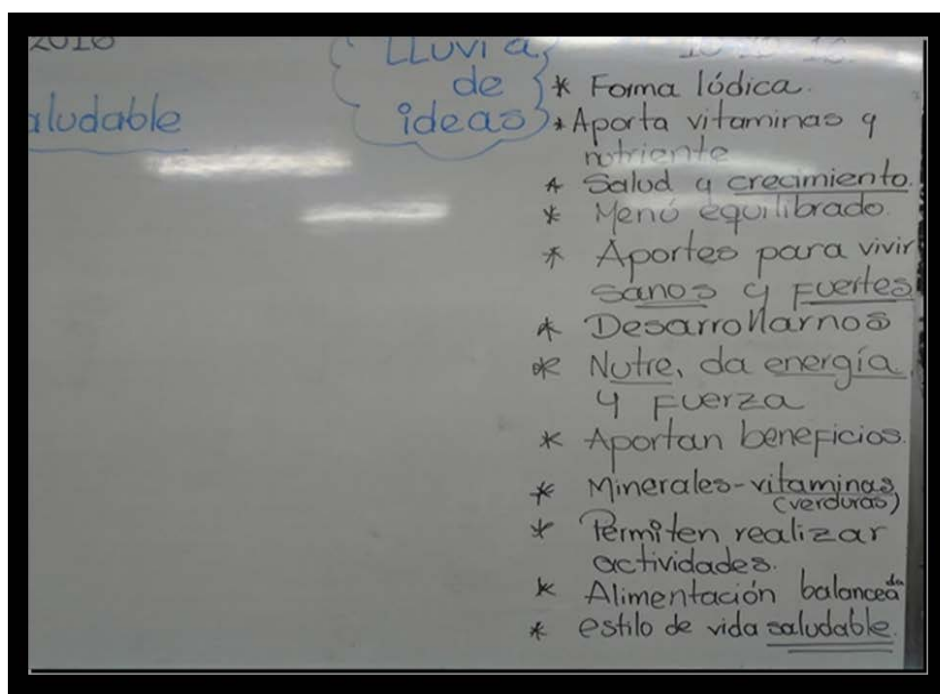 2016
aludable
LLUVIA
de
ideas
* Forma lúdica.
* Aporta vitaminas y
nutriente
* Salud y crecimiento.
* Menú equilibrado.
* Aportes para vivir
sanos y fuertes
* Desarrollarnos
* Nutre, da energía
y fuerza
* Aportan beneficios.
* Minerales-vitaminas
(verduras)
* Permiten realizar
actividades.
* Alimentación balanceada
* estilo de vida saludable.